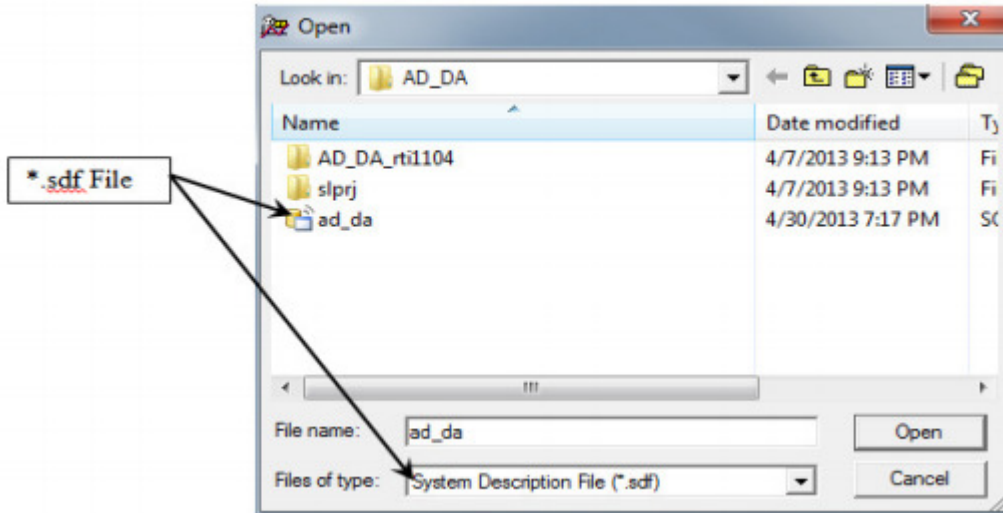 Open
Look in: AD_DA
Name Date modified
AD_DA_rti1104 4/7/2013 9:13 PM Fi
slprj 4/7/2013 9:13 PM Fi
*.sdf File
ad_da 4/30/2013 7:17 PM
File name: ad_da Open
Files of type: System Description File (*.sdf) Cancel